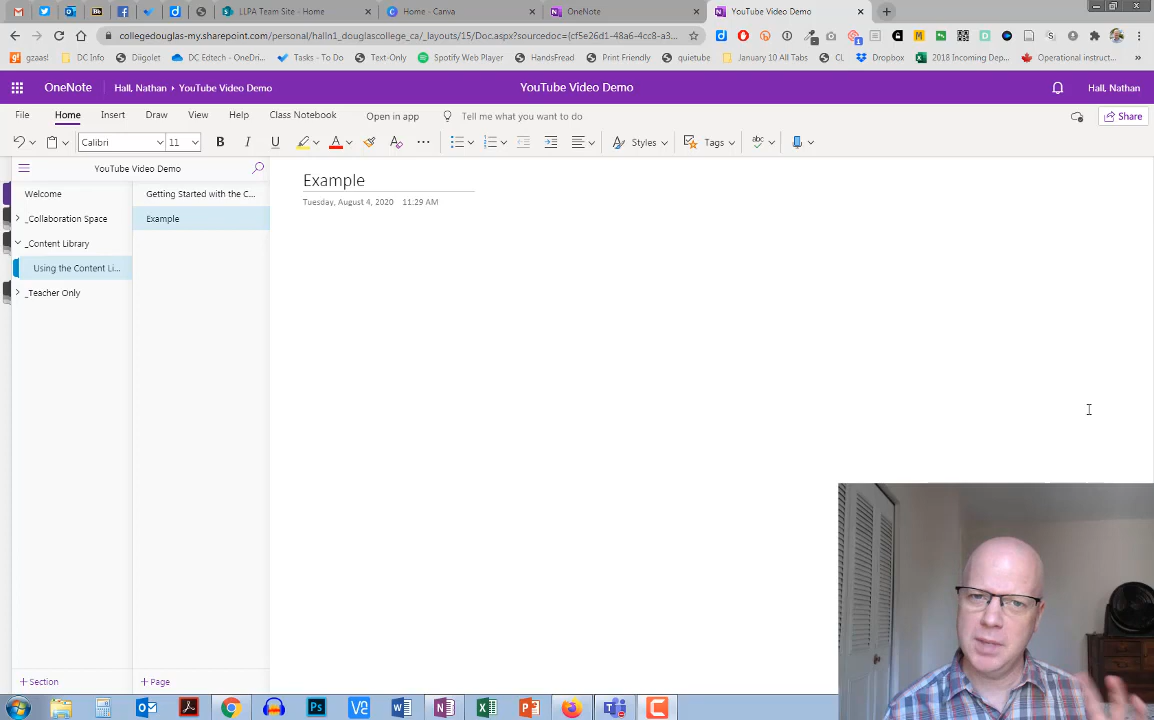 LLPA Team Site - Home
Home - Canva
OneNote
YouTube Video Demo
collegedouglas-my.sharepoint.com/personal/halln1_douglascollege_ca/_layouts/15/Doc.aspx?sourcedoc={cf5e26d1-48a6-4cc8-a3...
gzaas!
DC Info
Diigolet
DC Edtech - OneDri...
Tasks - To Do
Text-Only
Spotify Web Player
HandsFread
Print Friendly
quietube
January 10 All Tabs
CL
Dropbox
2018 Incoming Dep...
Operational instruct...
OneNote
Hall, Nathan
YouTube Video Demo
YouTube Video Demo
Hall, Nathan
File
Home
Insert
Draw
View
Help
Class Notebook
Open in app
Tell me what you want to do
Share
Calibri
11
B
I
U
A
Styles
Tags
abc
YouTube Video Demo
Welcome
_Collaboration Space
_Content Library
Using the Content Li...
_Teacher Only
Getting Started with the C...
Example
Example
Tuesday, August 4, 2020 11:29 AM
+ Section
+ Page